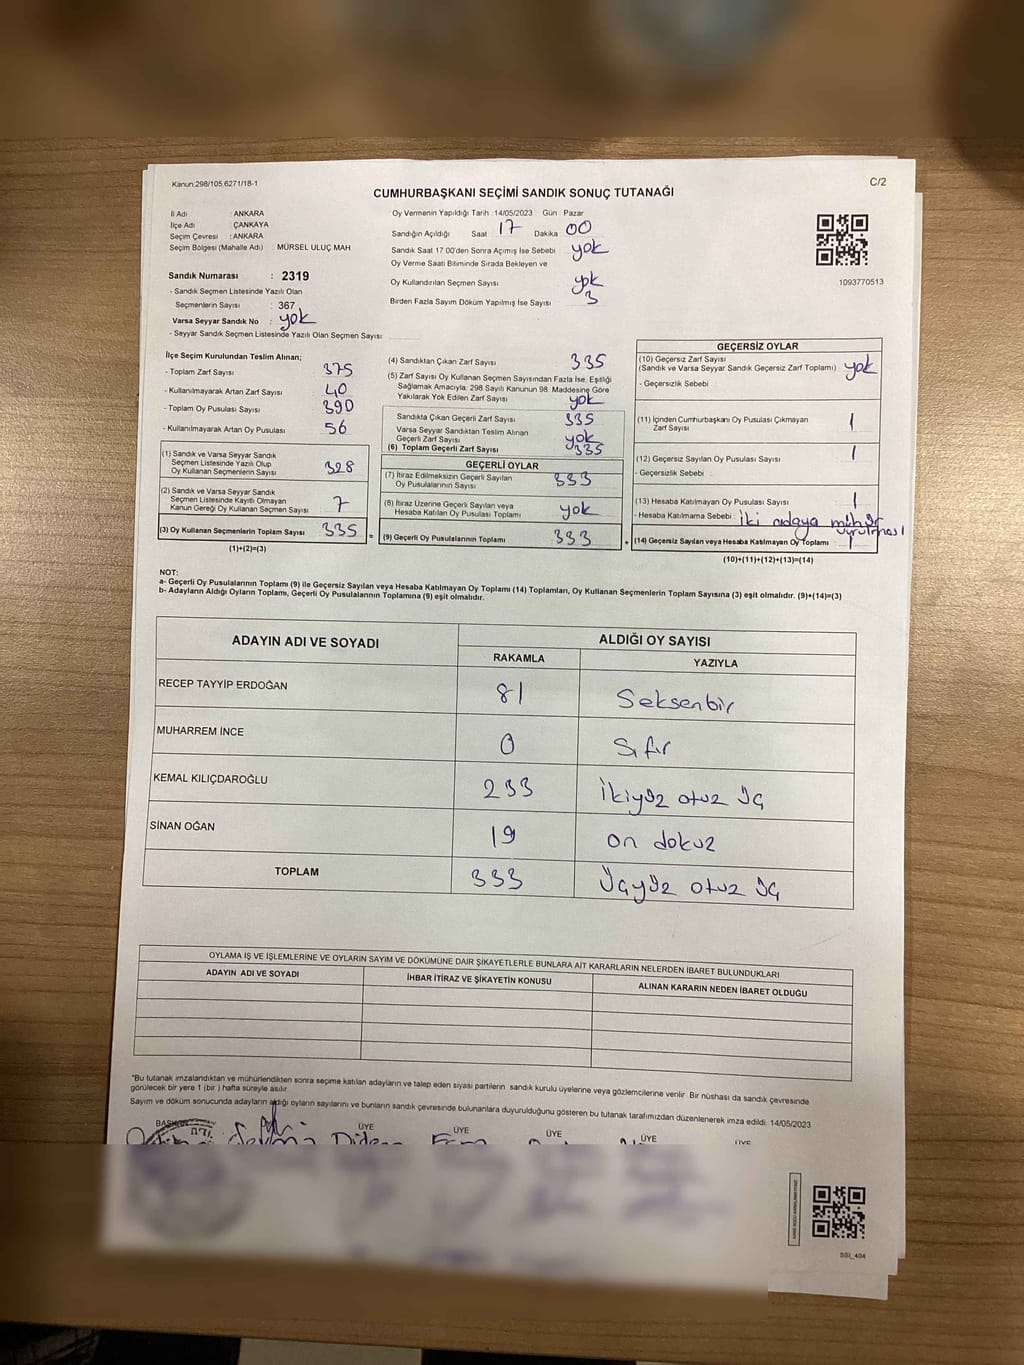 Kanun:298/105,6271/18-1
C/2
CUMHURBAŞKANI SEÇİMİ SANDIK SONUÇ TUTANAĞI
İl Adı : ANKARA
İlçe Adı : ÇANKAYA
Seçim Çevresi : ANKARA
Seçim Bölgesi (Mahalle Adı) : MÜRSEL ULUÇ MAH
Sandık Numarası : 2319
- Sandık Seçmen Listesinde Yazılı Olan
Seçmenlerin Sayısı : 367
Varsa Seyyar Sandık No : yok
- Seyyar Sandık Seçmen Listesinde Yazılı Olan Seçmen Sayısı:
Oy Vermenin Yapıldığı Tarih :14/05/2023 Gün : Pazar
Sandığın Açıldığı Saat 17 Dakika 00
Sandık Saat 17:00'den Sonra Açımış İse Sebebi yok
Oy Verme Saati Bitiminde Sırada Bekleyen ve
Oy Kullandırılan Seçmen Sayısı yok
Birden Fazla Sayım Döküm Yapılmış İse Sayısı 3
1093770513
İlçe Seçim Kurulundan Teslim Alınan;
- Toplam Zarf Sayısı 375
- Kullanılmayarak Artan Zarf Sayısı 40
- Toplam Oy Pusulası Sayısı 390
- Kullanılmayarak Artan Oy Pusulası 56
(1) Sandık ve Varsa Seyyar Sandık
Seçmen Listesinde Yazılı Olup
Oy Kullanan Seçmenlerin Sayısı 328
(2) Sandık ve Varsa Seyyar Sandık
Seçmen Listesinde Kayıtlı Olmayan
Kanun Gereği Oy Kullanan Seçmen Sayısı 7
(3) Oy Kullanan Seçmenlerin Toplam Sayısı 335 =
(1)+(2)=(3)
(4) Sandıktan Çıkan Zarf Sayısı 335
(5) Zarf Sayısı Oy Kullanan Seçmen Sayısından Fazla İse, Eşitliği
Sağlamak Amacıyla, 298 Sayılı Kanunun 98. Maddesine Göre
Yakılarak Yok Edilen Zarf Sayısı yok
Sandıkta Çıkan Geçerli Zarf Sayısı 335
Varsa Seyyar Sandıktan Teslim Alınan
Geçerli Zarf Sayısı yok
(6) Toplam Geçerli Zarf Sayısı 335
GEÇERLİ OYLAR
(7) İtiraz Edilmeksizin Geçerli Sayılan
Oy Pusulalarının Sayısı 333
(8) İtiraz Üzerine Geçerli Sayılan veya
Hesaba Katılan Oy Pusulası Toplamı yok
(9) Geçerli Oy Pusulalarının Toplamı 333 +
GEÇERSİZ OYLAR
(10) Geçersiz Zarf Sayısı
(Sandık ve Varsa Seyyar Sandık Geçersiz Zarf Toplamı) yok
- Geçersizlik Sebebi
(11) İçinden Cumhurbaşkanı Oy Pusulası Çıkmayan
Zarf Sayısı 1
(12) Geçersiz Sayılan Oy Pusulası Sayısı 1
- Geçersizlik Sebebi
(13) Hesaba Katılmayan Oy Pusulası Sayısı 1
- Hesaba Katılmama Sebebi : iki adaya mühür
vurulması
(14) Geçersiz Sayılan veya Hesaba Katılmayan Oy Toplamı 1
(10)+(11)+(12)+(13)=(14)
NOT:
a- Geçerli Oy Pusulalarının Toplamı (9) ile Geçersiz Sayılan veya Hesaba Katılmayan Oy Toplamı (14) Toplamları, Oy Kullanan Seçmenlerin Toplam Sayısına (3) eşit olmalıdır. (9)+(14)=(3)
b- Adayların Aldığı Oyların Toplamı, Geçerli Oy Pusulalarının Toplamına (9) eşit olmalıdır.
ADAYIN ADI VE SOYADI ALDIĞI OY SAYISI
RAKAMLA YAZIYLA
RECEP TAYYİP ERDOĞAN 81 Seksenbir
MUHARREM İNCE 0 Sıfır
KEMAL KILIÇDAROĞLU 233 İkiyüz otuz üç
SİNAN OĞAN 19 on dokuz
TOPLAM 333 Üçyüz otuz üç
OYLAMA İŞ VE İŞLEMLERİNE VE OYLARIN SAYIM VE DÖKÜMÜNE DAİR ŞİKAYETLERLE BUNLARA AİT KARARLARIN NELERDEN İBARET BULUNDUKLARI
ADAYIN ADI VE SOYADI İHBAR İTİRAZ VE ŞİKAYETİN KONUSU ALINAN KARARIN NEDEN İBARET OLDUĞU
"Bu tutanak imzalandıktan ve mühürlendikten sonra seçime katılan adayların ve talep eden siyasi partilerin sandık kurulu üyelerine veya gözlemcilerine verilir. Bir nüshası da sandık çevresinde
görülecek bir yere 1 (bir ) hafta süreyle asılır.
Sayım ve döküm sonucunda adayların aldığı oyların sayılarını ve bunların sandık çevresinde bulunanlara duyurulduğunu gösteren bu tutanak tarafımızdan düzenlenerek imza edildi. 14/05/2023
BAŞKAN ÜYE ÜYE ÜYE ÜYE ÜYE
SSİ_404